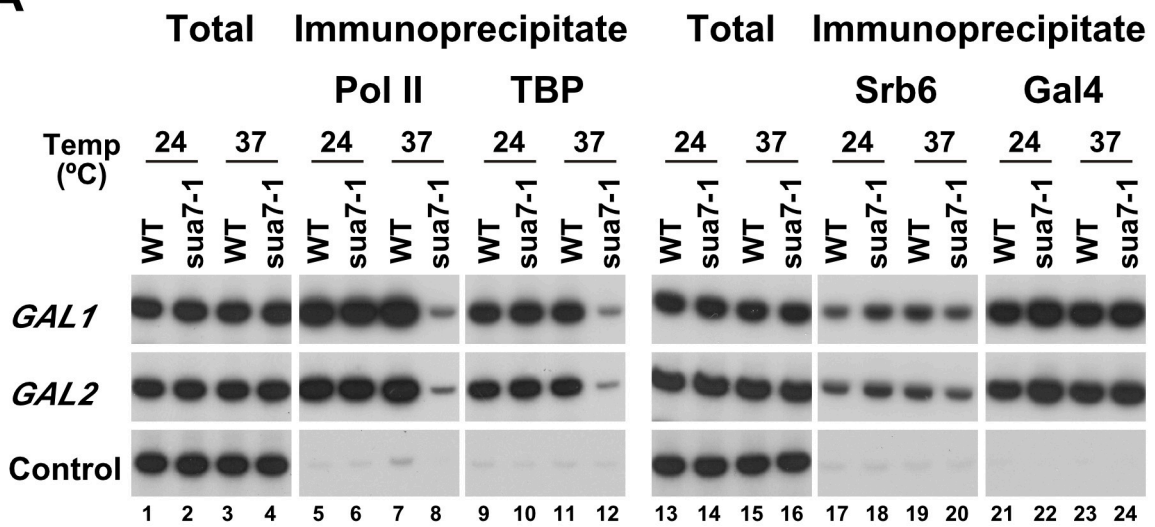 A
Total Immunoprecipitate Total Immunoprecipitate
Pol II TBP Srb6 Gal4
Temp (ºC) 24 37 24 37 24 37 24 37 24 37 24 37
WT sua7-1 WT sua7-1 WT sua7-1 WT sua7-1 WT sua7-1 WT sua7-1 WT sua7-1 WT sua7-1 WT sua7-1 WT sua7-1 WT sua7-1 WT sua7-1
GAL1
GAL2
Control
1 2 3 4 5 6 7 8 9 10 11 12 13 14 15 16 17 18 19 20 21 22 23 24